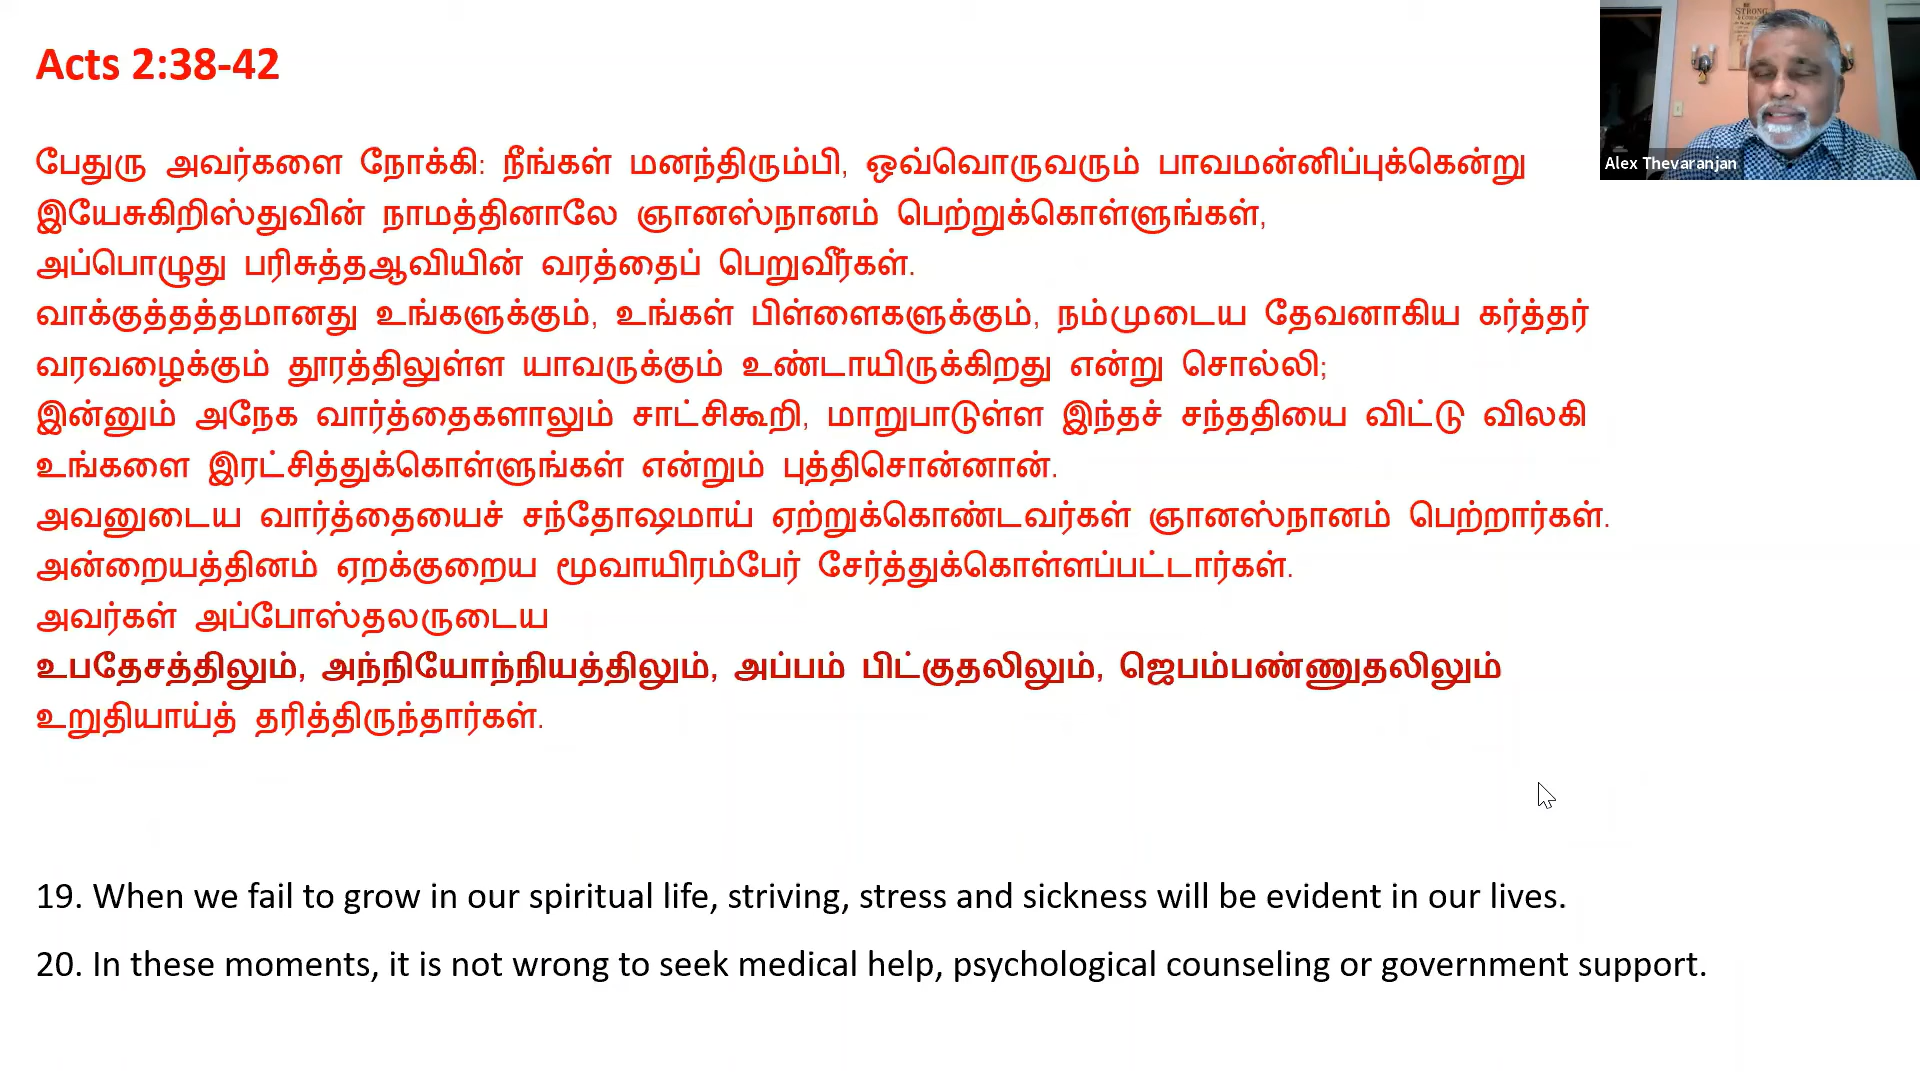 Acts 2:38-42
பேதுரு அவர்களை நோக்கி: நீங்கள் மனந்திரும்பி, ஒவ்வொருவரும் பாவமன்னிப்புக்கென்று
இயேசுகிறிஸ்துவின் நாமத்தினாலே ஞானஸ்நானம் பெற்றுக்கொள்ளுங்கள்,
அப்பொழுது பரிசுத்தஆவியின் வரத்தைப் பெறுவீர்கள்.
வாக்குத்தத்தமானது உங்களுக்கும், உங்கள் பிள்ளைகளுக்கும், நம்முடைய தேவனாகிய கர்த்தர்
வரவழைக்கும் தூரத்திலுள்ள யாவருக்கும் உண்டாயிருக்கிறது என்று சொல்லி;
இன்னும் அநேக வார்த்தைகளாலும் சாட்சிகூறி, மாறுபாடுள்ள இந்தச் சந்ததியை விட்டு விலகி
உங்களை இரட்சித்துக்கொள்ளுங்கள் என்றும் புத்திசொன்னான்.
அவனுடைய வார்த்தையைச் சந்தோஷமாய் ஏற்றுக்கொண்டவர்கள் ஞானஸ்நானம் பெற்றார்கள்.
அன்றையத்தினம் ஏறக்குறைய மூவாயிரம்பேர் சேர்த்துக்கொள்ளப்பட்டார்கள்.
அவர்கள் அப்போஸ்தலருடைய
உபதேசத்திலும், அந்நியோந்நியத்திலும், அப்பம் பிட்குதலிலும், ஜெபம்பண்ணுதலிலும்
உறுதியாய்த் தரித்திருந்தார்கள்.
19. When we fail to grow in our spiritual life, striving, stress and sickness will be evident in our lives.
20. In these moments, it is not wrong to seek medical help, psychological counseling or government support.
STRONG
Alex Thevaranjan